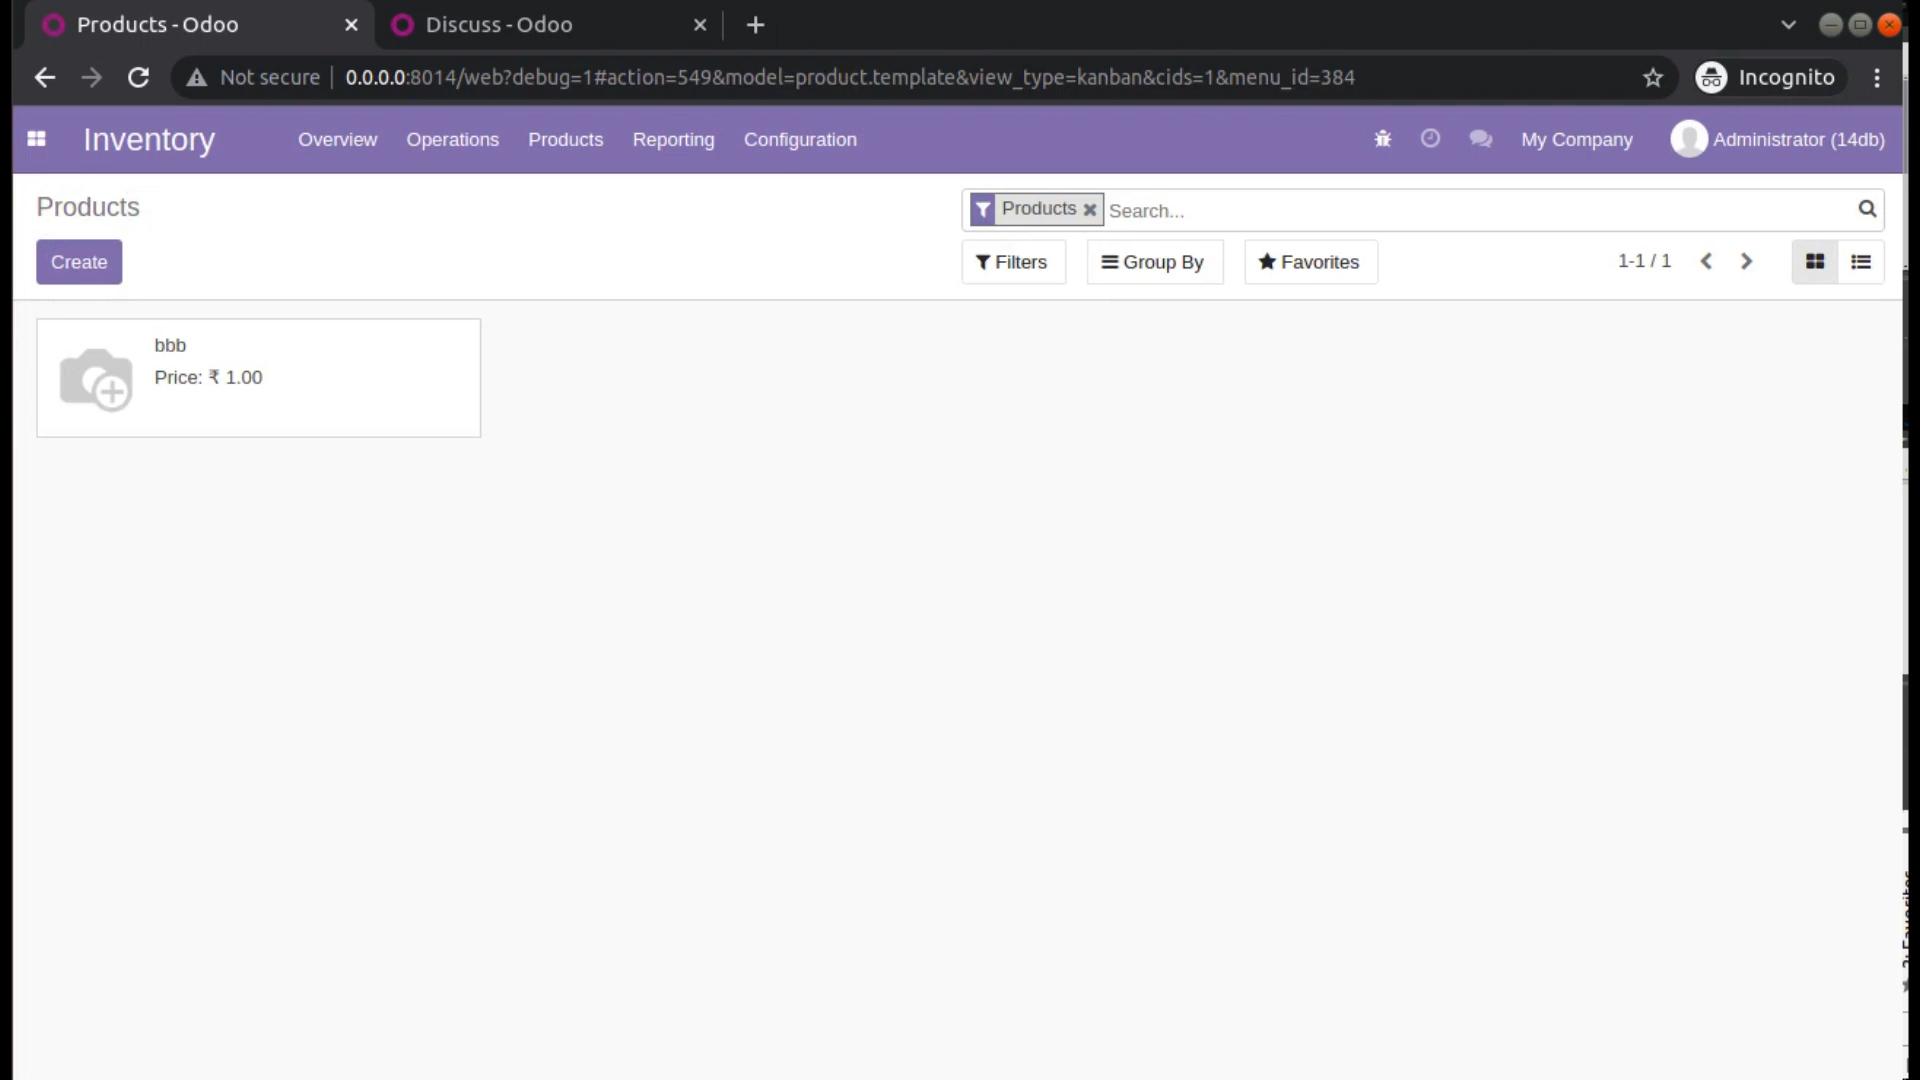 Products - Odoo
Discuss - Odoo
Not secure
0.0.0.0:8014/web?debug=1#action=549&model=product.template&view_type=kanban&cids=1&menu_id=384
Incognito
Inventory
Overview
Operations
Products
Reporting
Configuration
My Company
Administrator (14db)
Products
Products
Search...
Create
Filters
Group By
Favorites
1-1 / 1
bbb
Price: ₹ 1.00